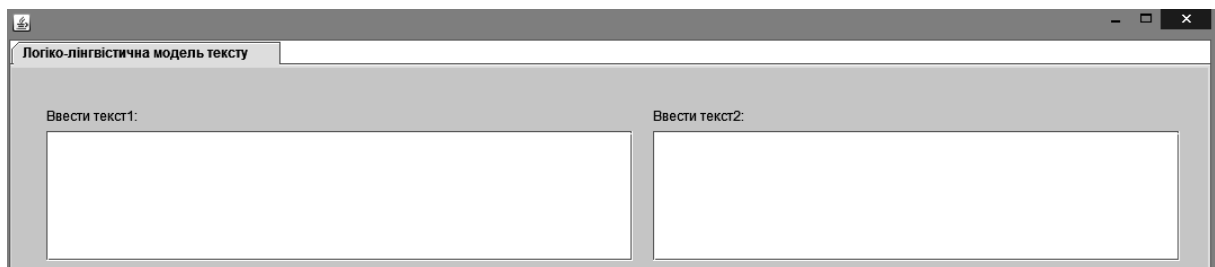 Логіко-лінгвістична модель тексту
Ввести текст1:
Ввести текст2: